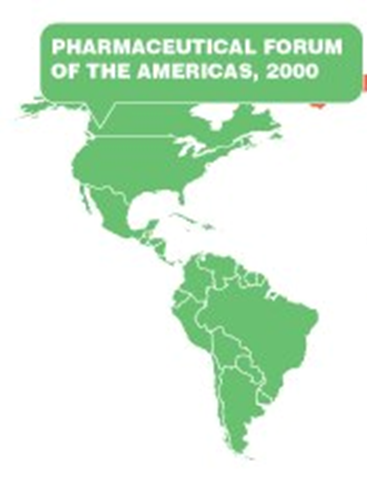 PHARMACEUTICAL FORUM
OF THE AMERICAS, 2000